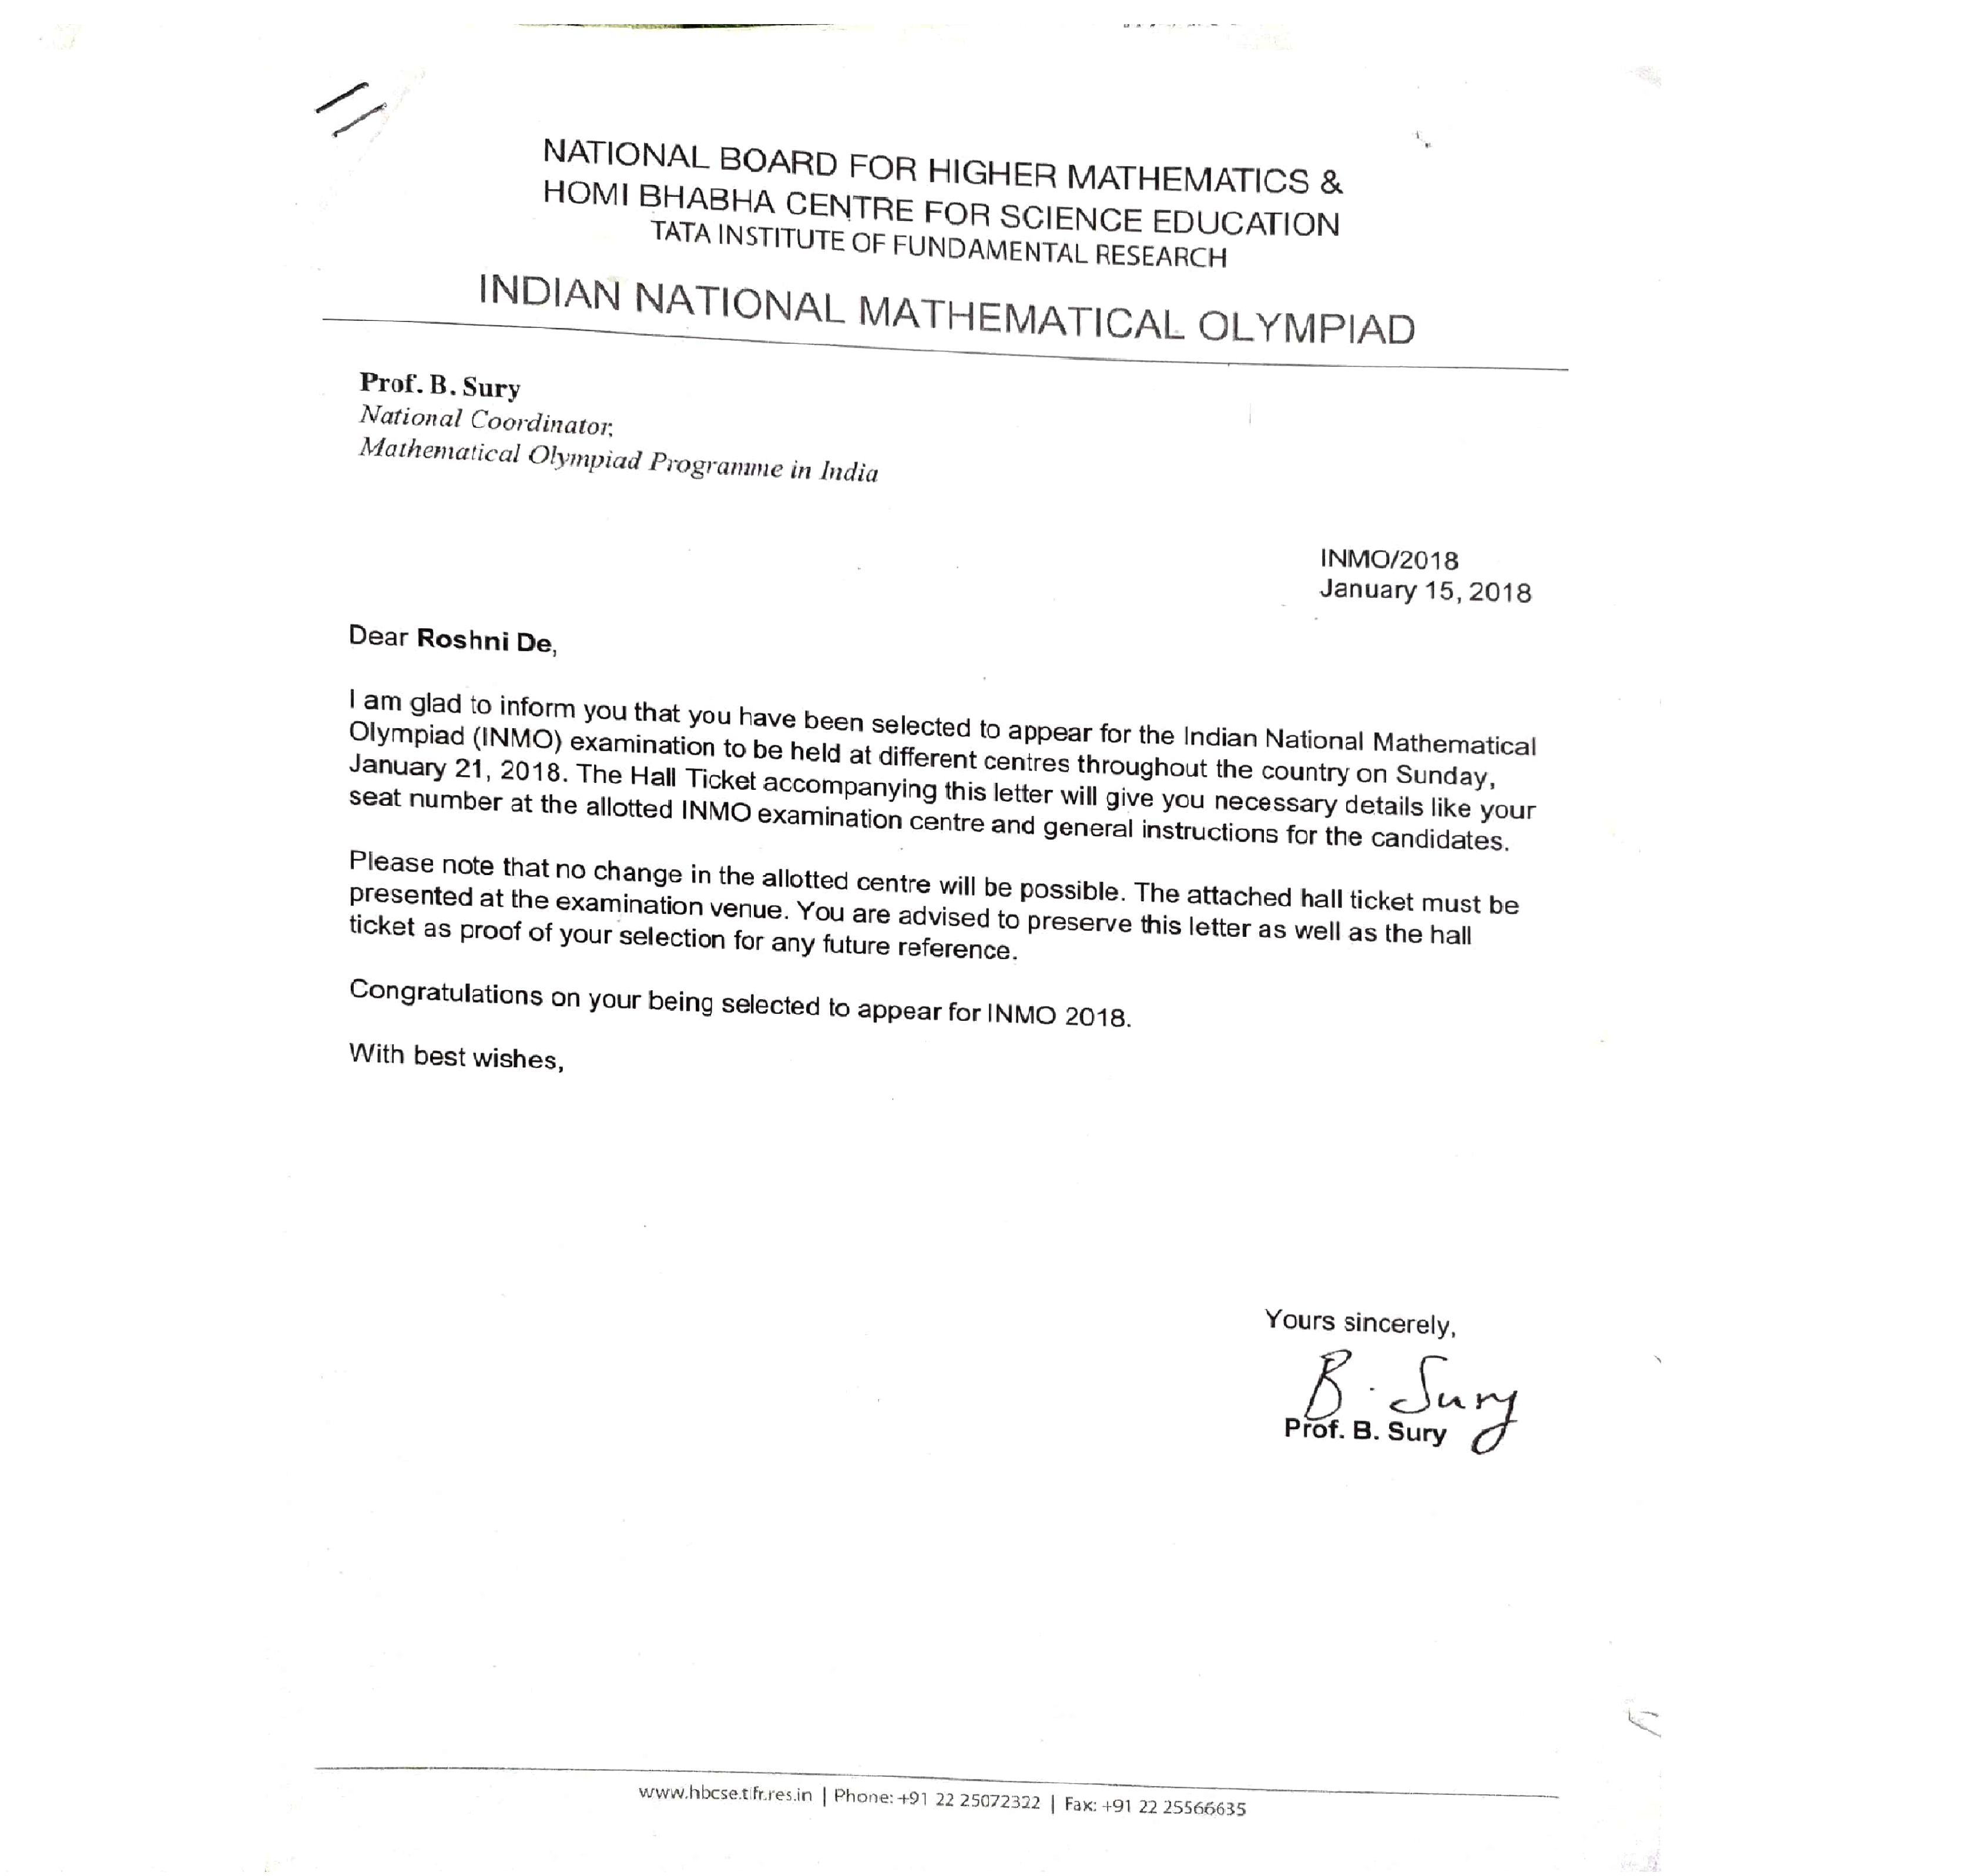 NATIONAL BOARD FOR HIGHER MATHEMATICS &
HOMI BHABHA CENTRE FOR SCIENCE EDUCATION
TATA INSTITUTE OF FUNDAMENTAL RESEARCH
INDIAN NATIONAL MATHEMATICAL OLYMPIAD
Prof. B. Sury
National Coordinator,
Mathematical Olympiad Programme in India
INMO/2018
January 15, 2018
Dear Roshni De,
I am glad to inform you that you have been selected to appear for the Indian National Mathematical
Olympiad (INMO) examination to be held at different centres throughout the country on Sunday,
January 21, 2018. The Hall Ticket accompanying this letter will give you necessary details like your
seat number at the allotted INMO examination centre and general instructions for the candidates.
Please note that no change in the allotted centre will be possible. The attached hall ticket must be
presented at the examination venue. You are advised to preserve this letter as well as the hall
ticket as proof of your selection for any future reference.
Congratulations on your being selected to appear for INMO 2018.
With best wishes,
Yours sincerely,
B. Sury
Prof. B. Sury
www.hbcse.tifr.res.in | Phone: +91 22 25072322 | Fax: +91 22 25566635